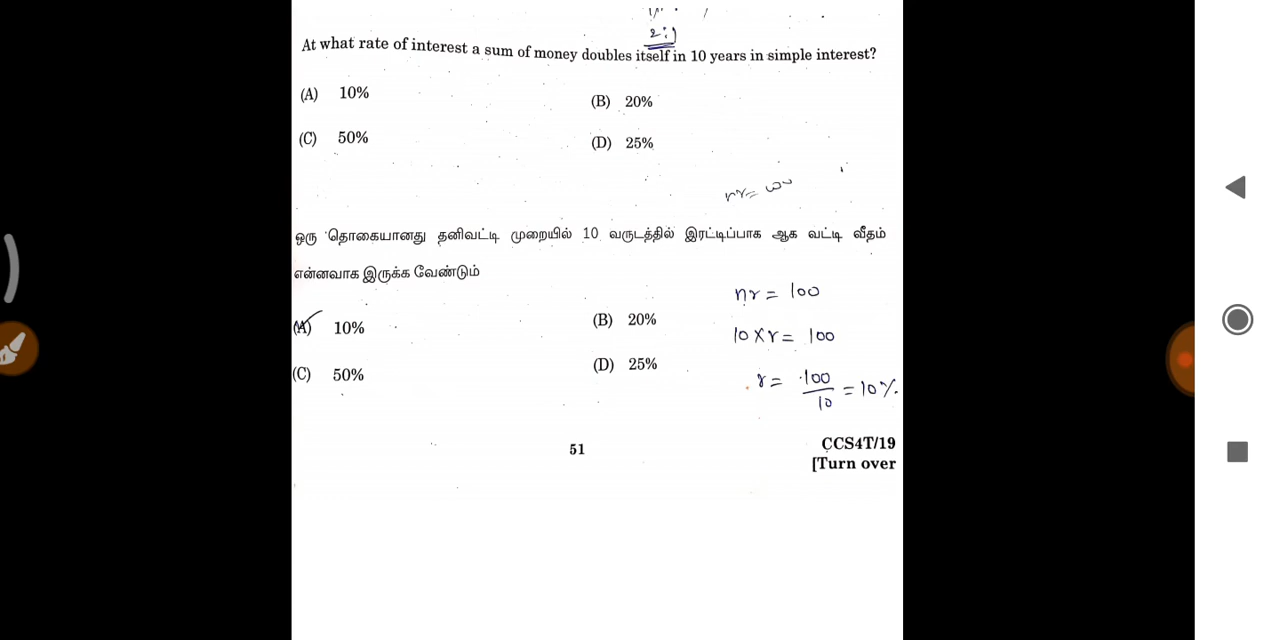 2:1
At what rate of interest a sum of money doubles itself in 10 years in simple interest?
(A) 10%
(B) 20%
(C) 50%
(D) 25%
ஒரு தொகையானது தனிவட்டி முறையில் 10 வருடத்தில் இரட்டிப்பாக ஆக வட்டி வீதம்
என்னவாக இருக்க வேண்டும்
(A) 10%
(B) 20%
(C) 50%
(D) 25%
nr = 100
10 × r = 100
r = 100/10 = 10%
51
CCS4T/19
[Turn over